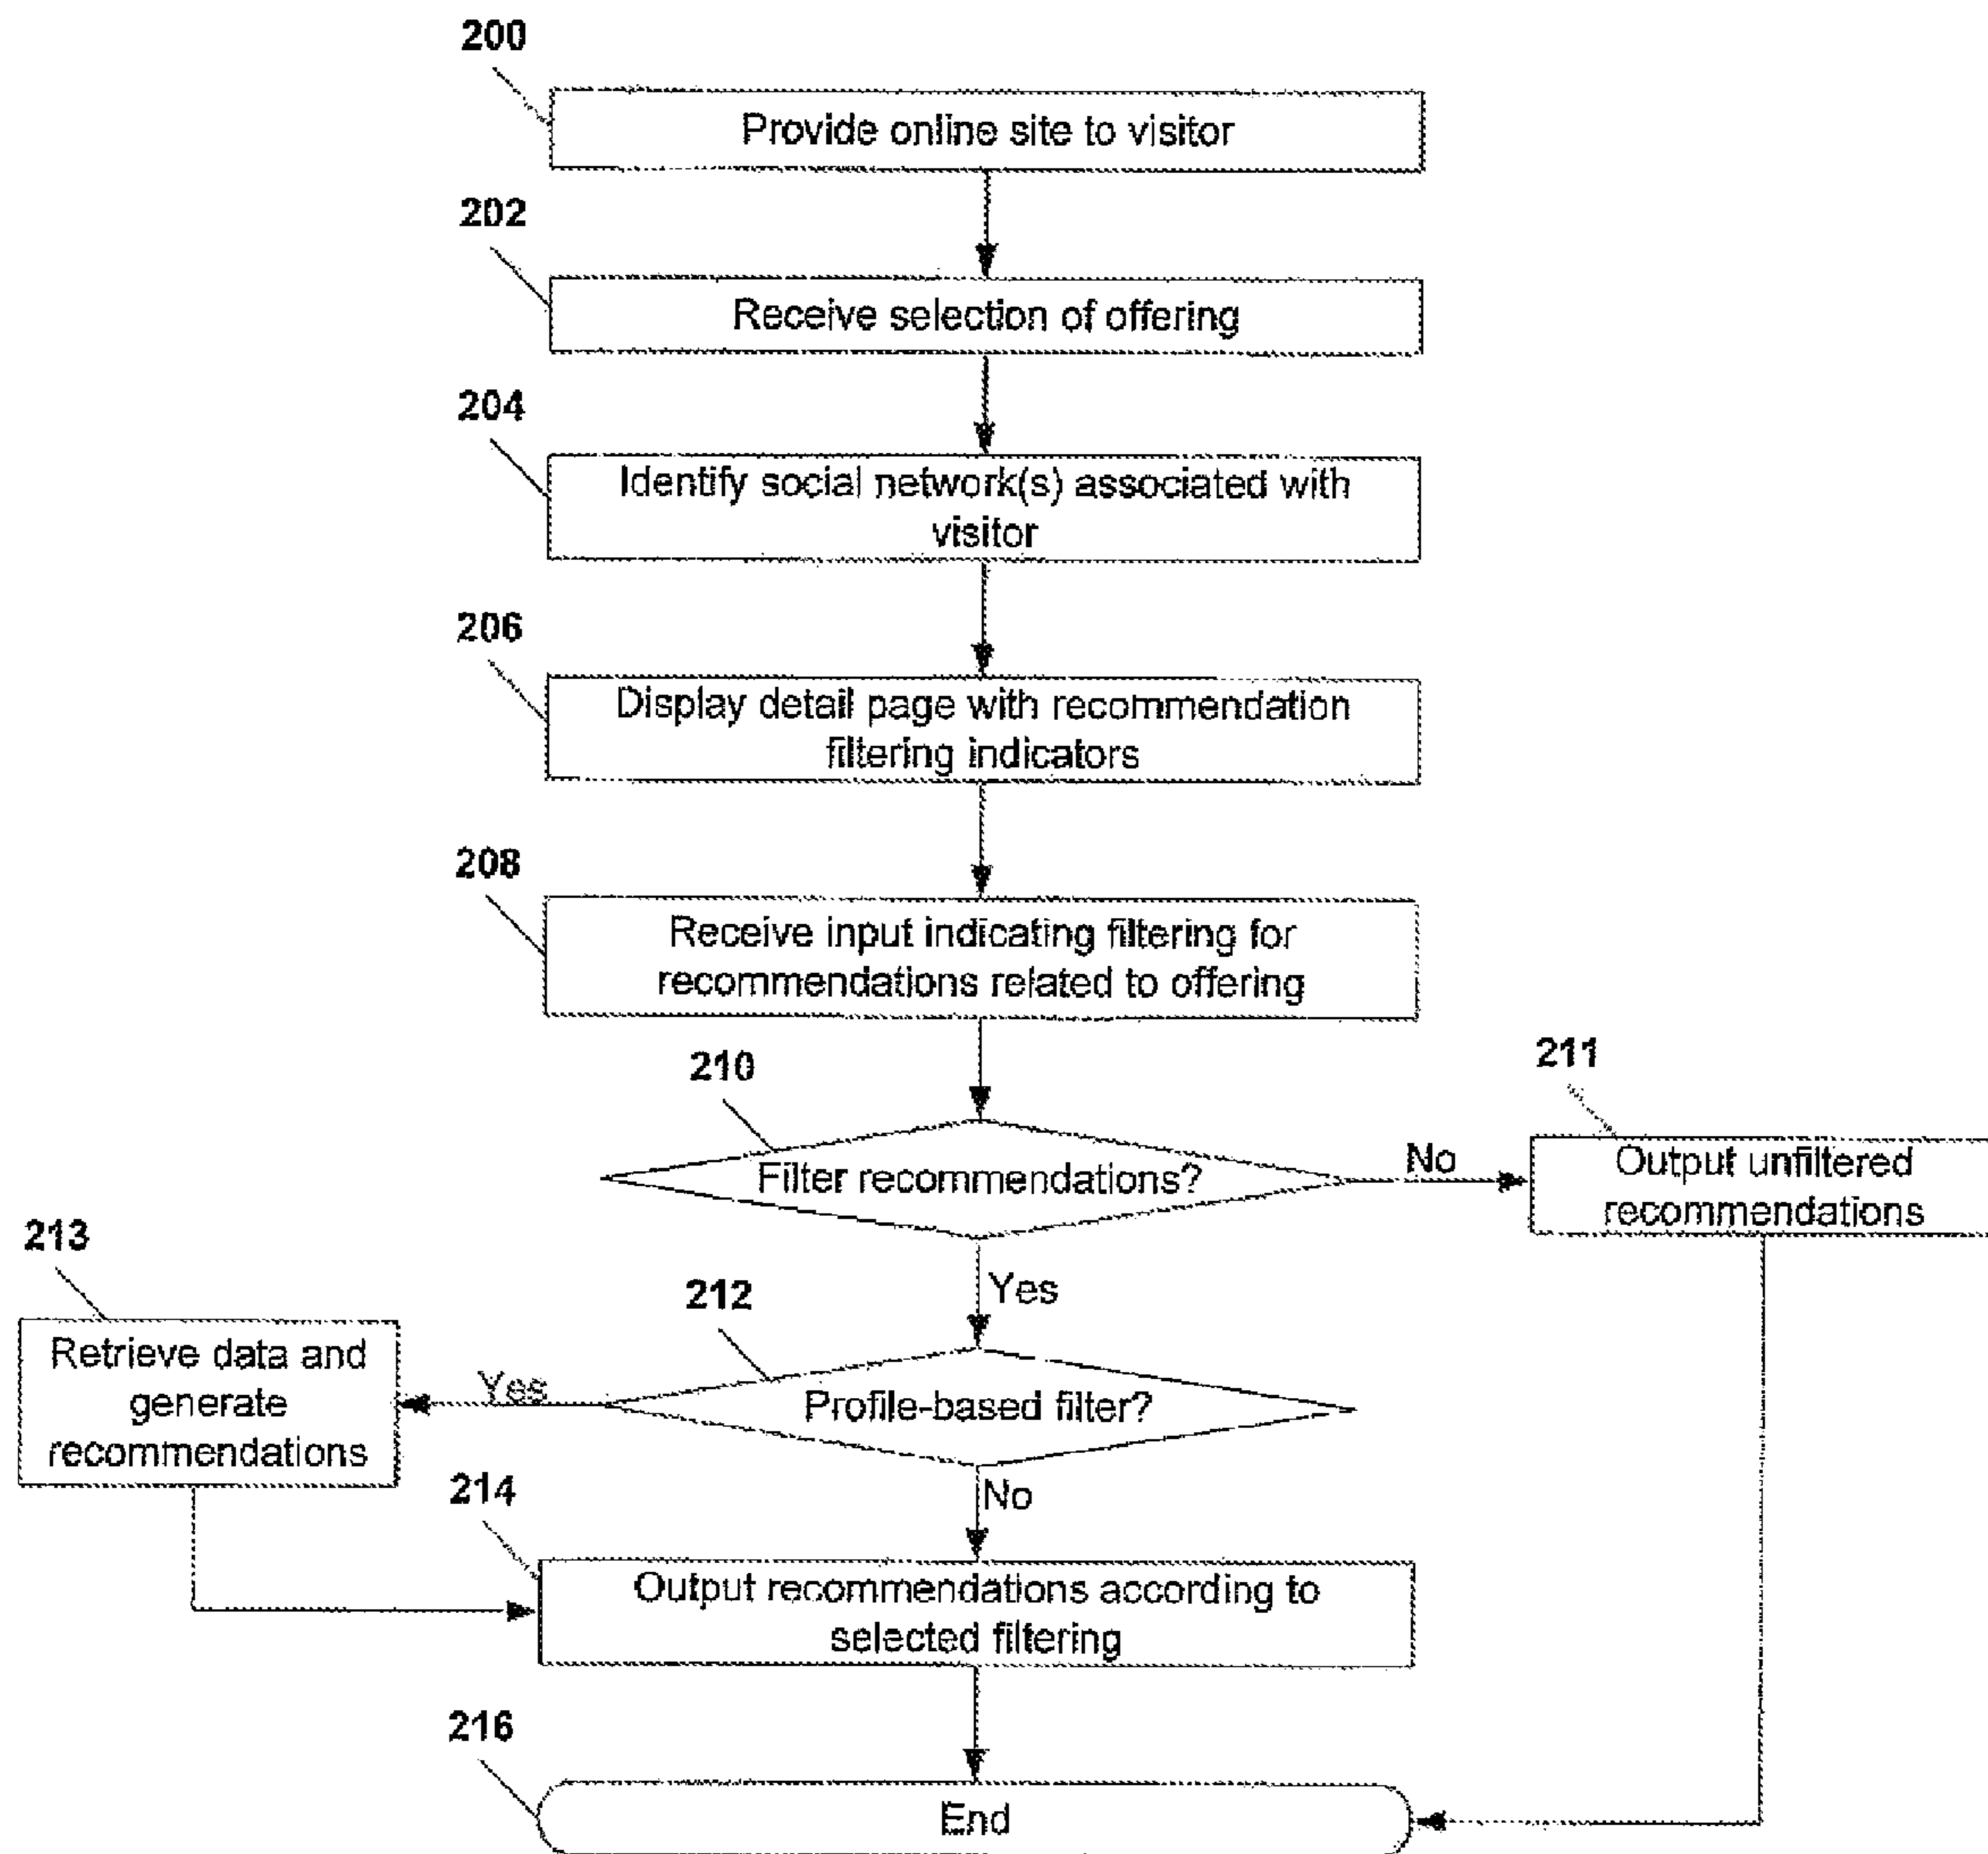 200
Provide online site to visitor
202
Receive selection of offering
204
Identify social network(s) associated with
visitor
206
Display detail page with recommendation
filtering indicators
208
Receive input indicating filtering for
recommendations related to offering
210
Filter recommendations?
No
211
Output unfiltered
recommendations
Yes
212
Profile-based filter?
Yes
213
Retrieve data and
generate
recommendations
No
214
Output recommendations according to
selected filtering
216
End